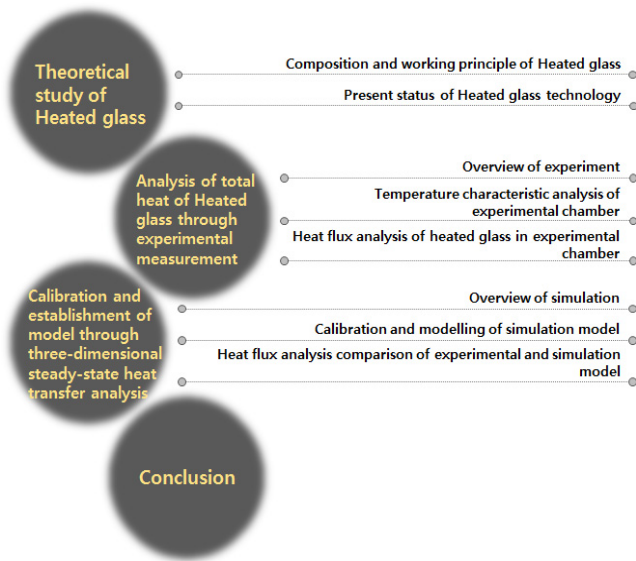 Theoretical
study of
Heated glass
Composition and working principle of Heated glass
Present status of Heated glass technology
Analysis of total
heat of Heated
glass through
experimental
measurement
Overview of experiment
Temperature characteristic analysis of
experimental chamber
Heat flux analysis of heated glass in experimental
chamber
Calibration and
establishment of
model through
three-dimensional
steady-state heat
transfer analysis
Overview of simulation
Calibration and modelling of simulation model
Heat flux analysis comparison of experimental and simulation
model
Conclusion